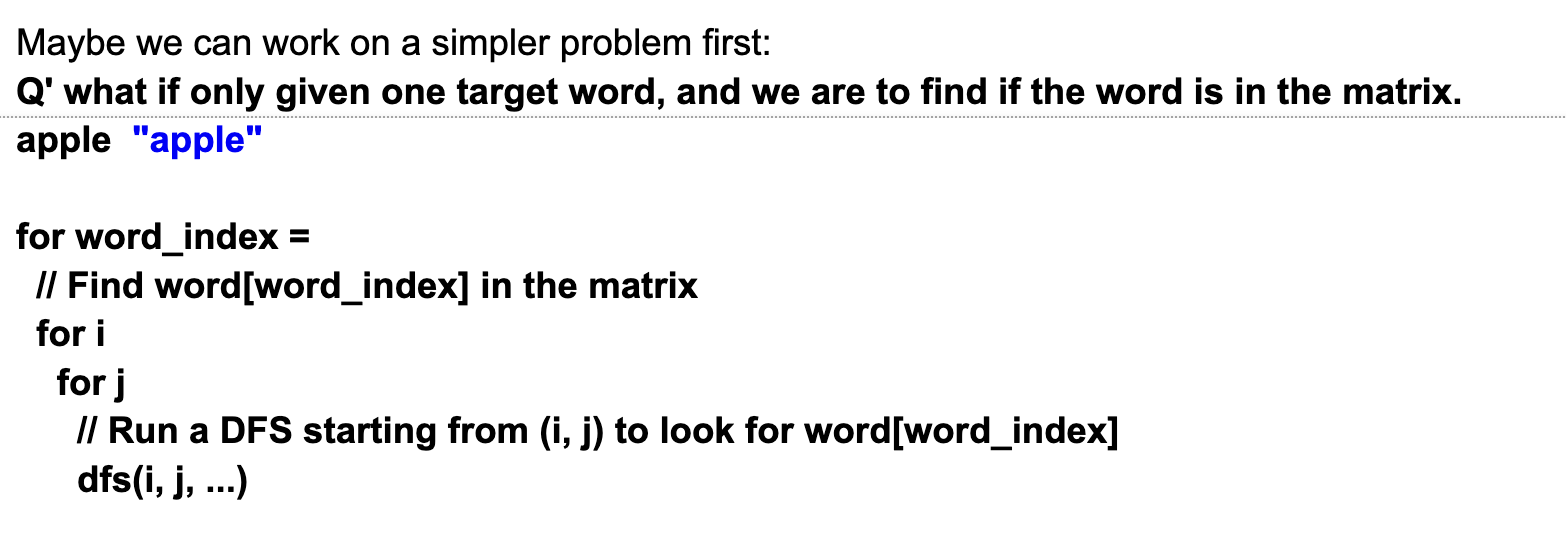 Maybe we can work on a simpler problem first:
Q' what if only given one target word, and we are to find if the word is in the matrix.
apple "apple"
for word_index =
// Find word[word_index] in the matrix
for i
for j
// Run a DFS starting from (i, j) to look for word[word_index]
dfs(i, j, ...)